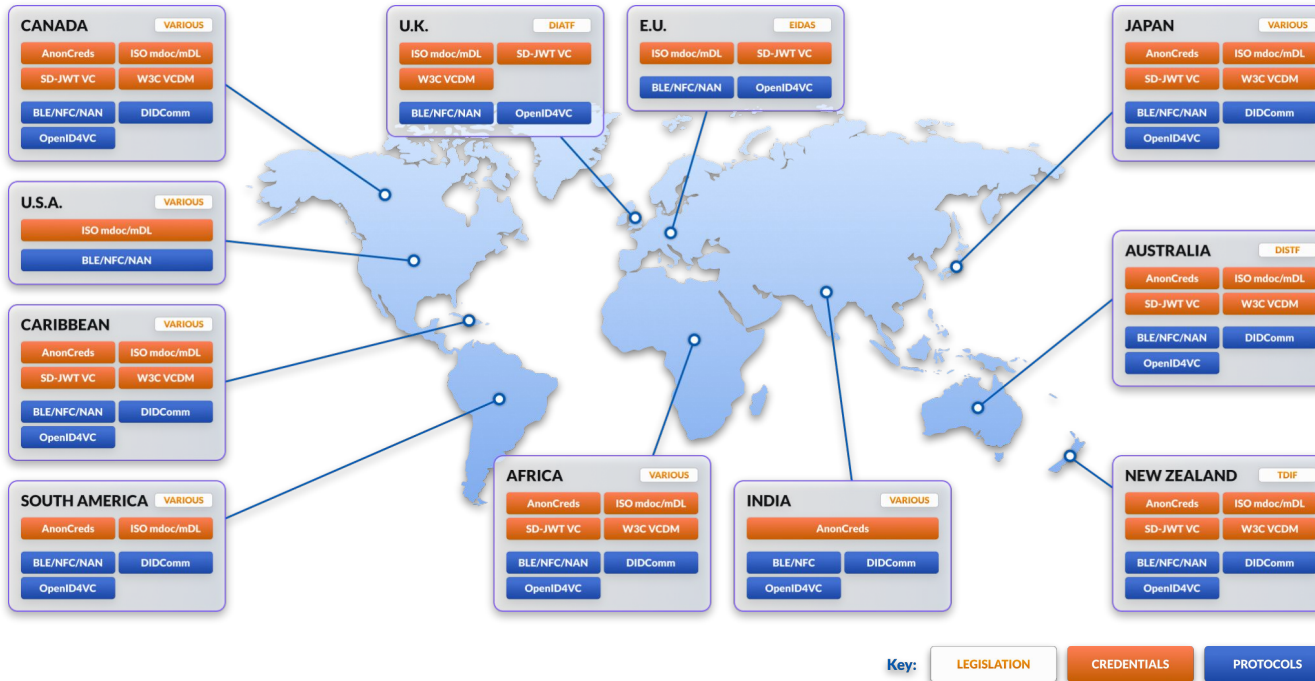 CANADA VARIOUS
AnonCreds ISO mdoc/mDL
SD-JWT VC W3C VCDM
BLE/NFC/NAN DIDComm
OpenID4VC
U.K. DIATF
ISO mdoc/mDL SD-JWT VC
W3C VCDM
BLE/NFC/NAN OpenID4VC
E.U. EIDAS
ISO mdoc/mDL SD-JWT VC
BLE/NFC/NAN OpenID4VC
JAPAN VARIOUS
AnonCreds ISO mdoc/mDL
SD-JWT VC W3C VCDM
BLE/NFC/NAN DIDComm
OpenID4VC
U.S.A. VARIOUS
ISO mdoc/mDL
BLE/NFC/NAN
AUSTRALIA DISTF
AnonCreds ISO mdoc/mDL
SD-JWT VC W3C VCDM
BLE/NFC/NAN DIDComm
OpenID4VC
CARIBBEAN VARIOUS
AnonCreds ISO mdoc/mDL
SD-JWT VC W3C VCDM
BLE/NFC/NAN DIDComm
OpenID4VC
SOUTH AMERICA VARIOUS
AnonCreds ISO mdoc/mDL
BLE/NFC/NAN DIDComm
OpenID4VC
AFRICA VARIOUS
AnonCreds ISO mdoc/mDL
SD-JWT VC W3C VCDM
BLE/NFC/NAN DIDComm
OpenID4VC
INDIA VARIOUS
AnonCreds
BLE/NFC DIDComm
OpenID4VC
NEW ZEALAND TDIF
AnonCreds ISO mdoc/mDL
SD-JWT VC W3C VCDM
BLE/NFC/NAN DIDComm
OpenID4VC
Key: LEGISLATION CREDENTIALS PROTOCOLS